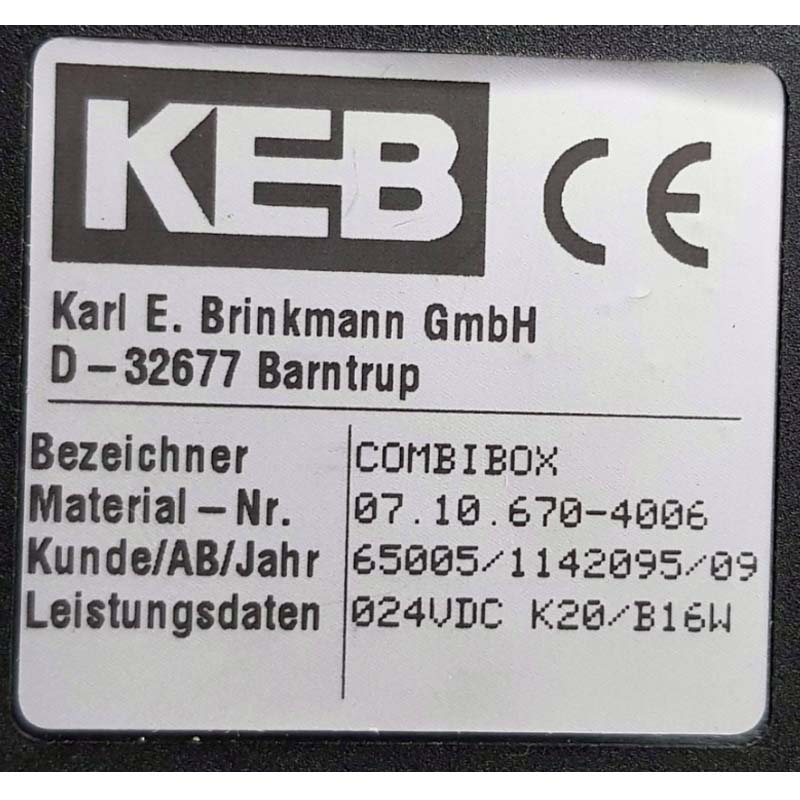 KEB CE
Karl E. Brinkmann GmbH
D-32677 Barntrup
Bezeichner COMBIBOX
Material-Nr. 07.10.670-4006
Kunde/AB/Jahr 65005/1142095/09
Leistungsdaten 024VDC K20/B16W